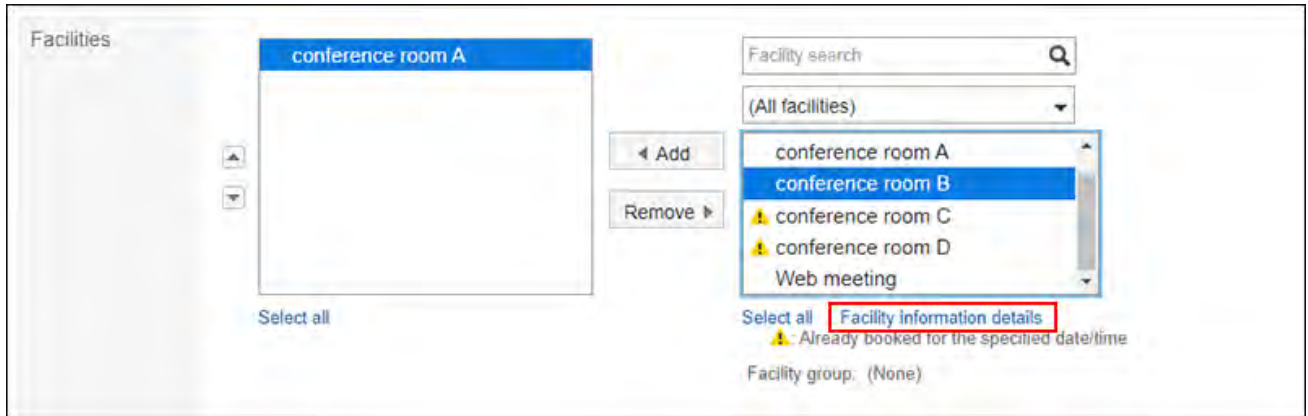 Facilities
conference room A
Facility search
(All facilities)
Add
Remove
conference room A
conference room B
conference room C
conference room D
Web meeting
Select all
Select all Facility information details
: Already booked for the specified date/time
Facility group: (None)